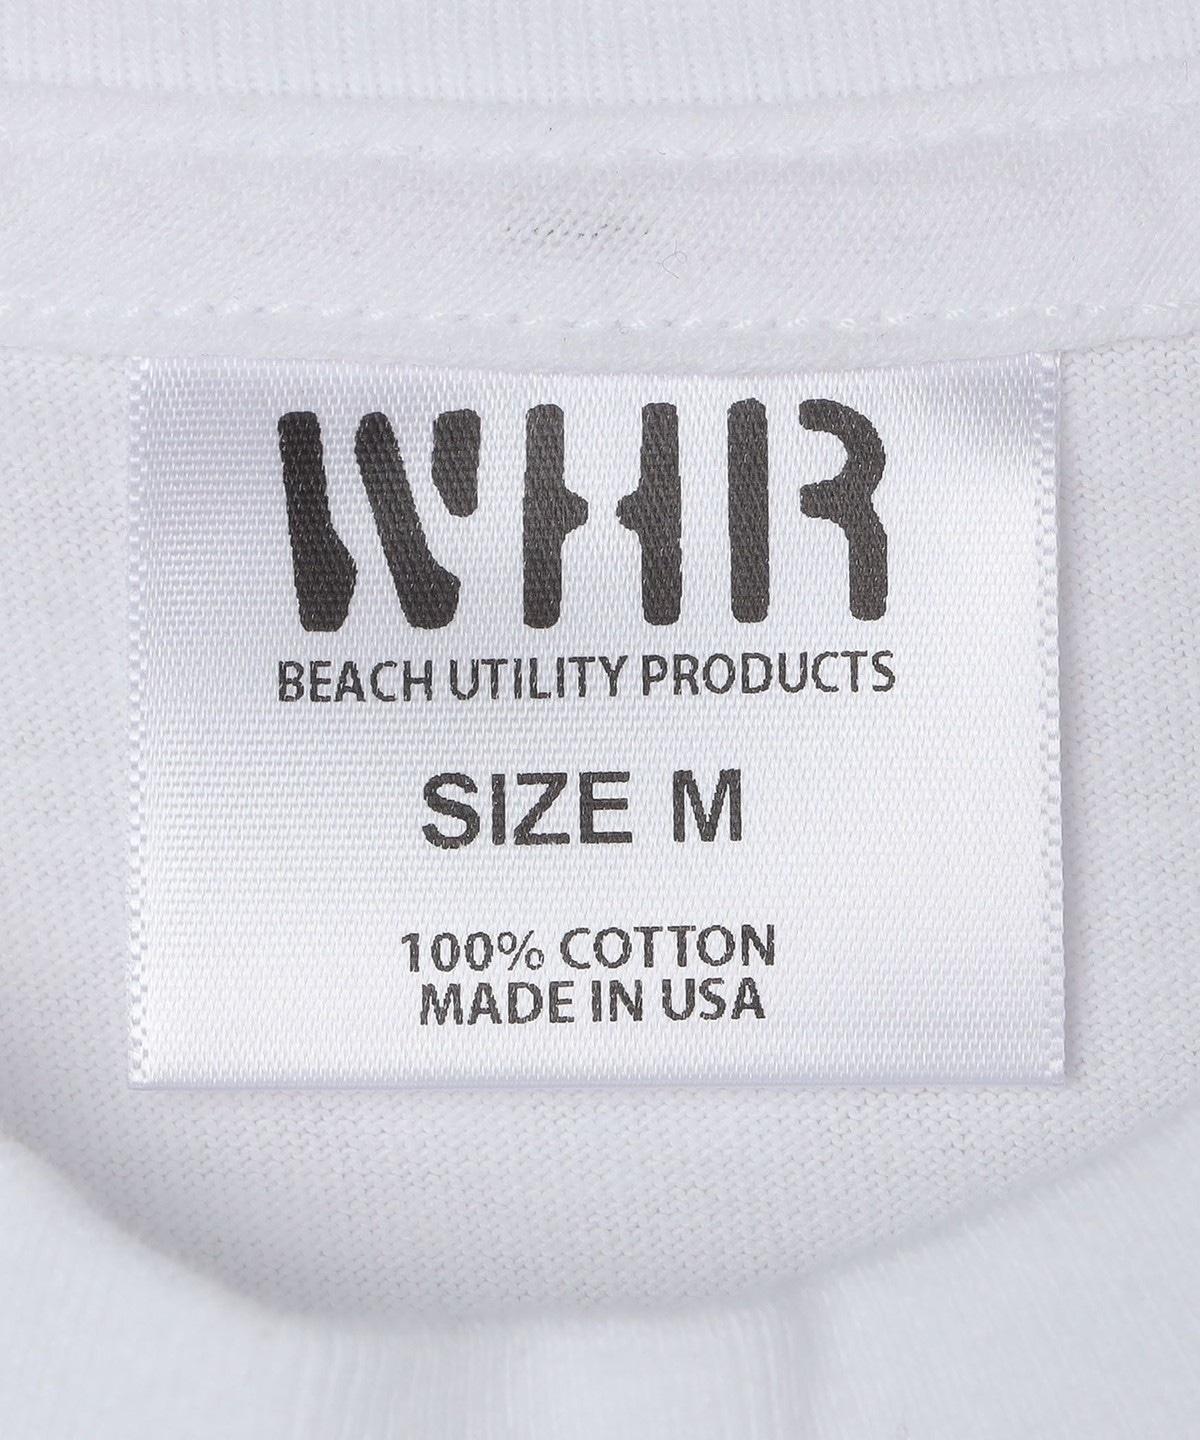 WHR
BEACH UTILITY PRODUCTS
SIZE M
100% COTTON
MADE IN USA